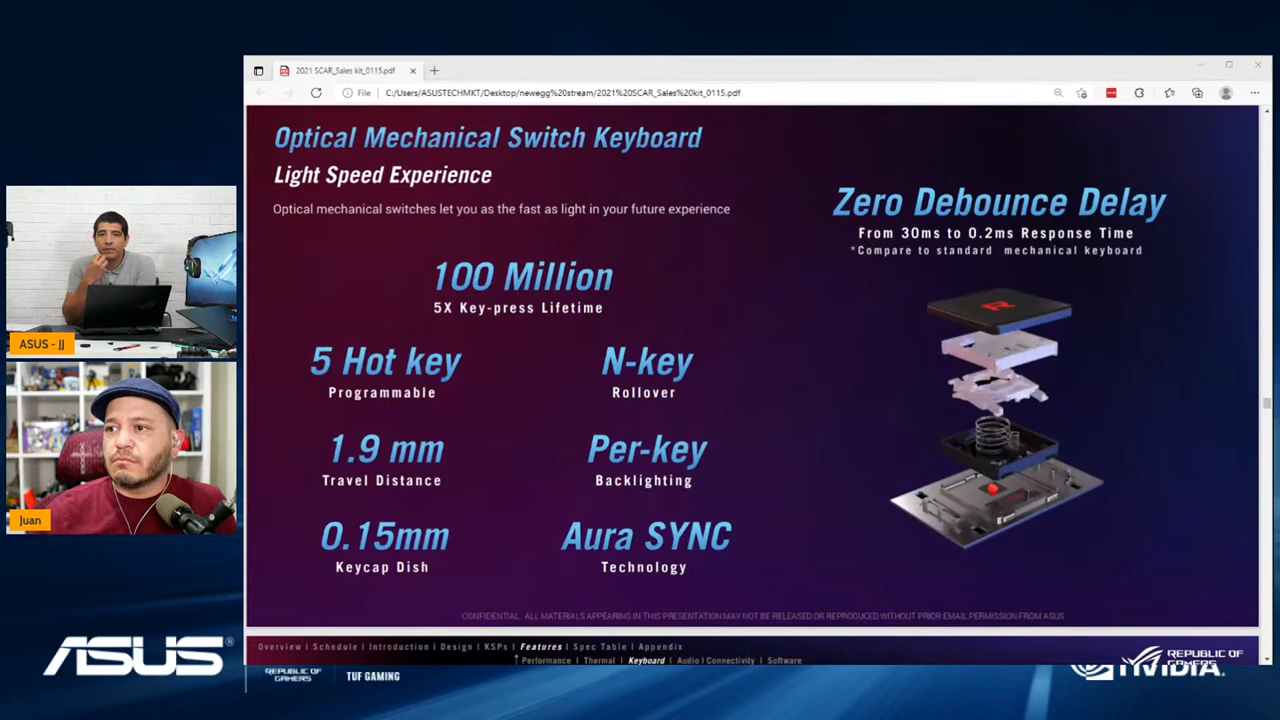 2021 SCAR_Sales kit_0115.pdf
File
C:/Users/ASUSTECHMKT/Desktop/newegg%20stream/2021%20SCAR_Sales%20kit_0115.pdf
Optical Mechanical Switch Keyboard
Light Speed Experience
Optical mechanical switches let you as the fast as light in your future experience
Zero Debounce Delay
From 30ms to 0.2ms Response Time
*Compare to standard mechanical keyboard
100 Million
5X Key-press Lifetime
5 Hot key
Programmable
N-key
Rollover
1.9 mm
Travel Distance
Per-key
Backlighting
0.15mm
Keycap Dish
Aura SYNC
Technology
CONFIDENTIAL. ALL MATERIALS APPEARING IN THIS PRESENTATION MAY NOT BE RELEASED OR REPRODUCED WITHOUT PRIOR EMAIL PERMISSION FROM ASUS
Overview | Schedule | Introduction | Design | KSPs | Features | Spec Table | Appendix
Performance | Thermal | Keyboard | Audio | Connectivity | Software
REPUBLIC OF
GAMERS
ASUS - JJ
Juan
ASUS®
REPUBLIC OF
GAMERS
TUF GAMING
NVIDIA.